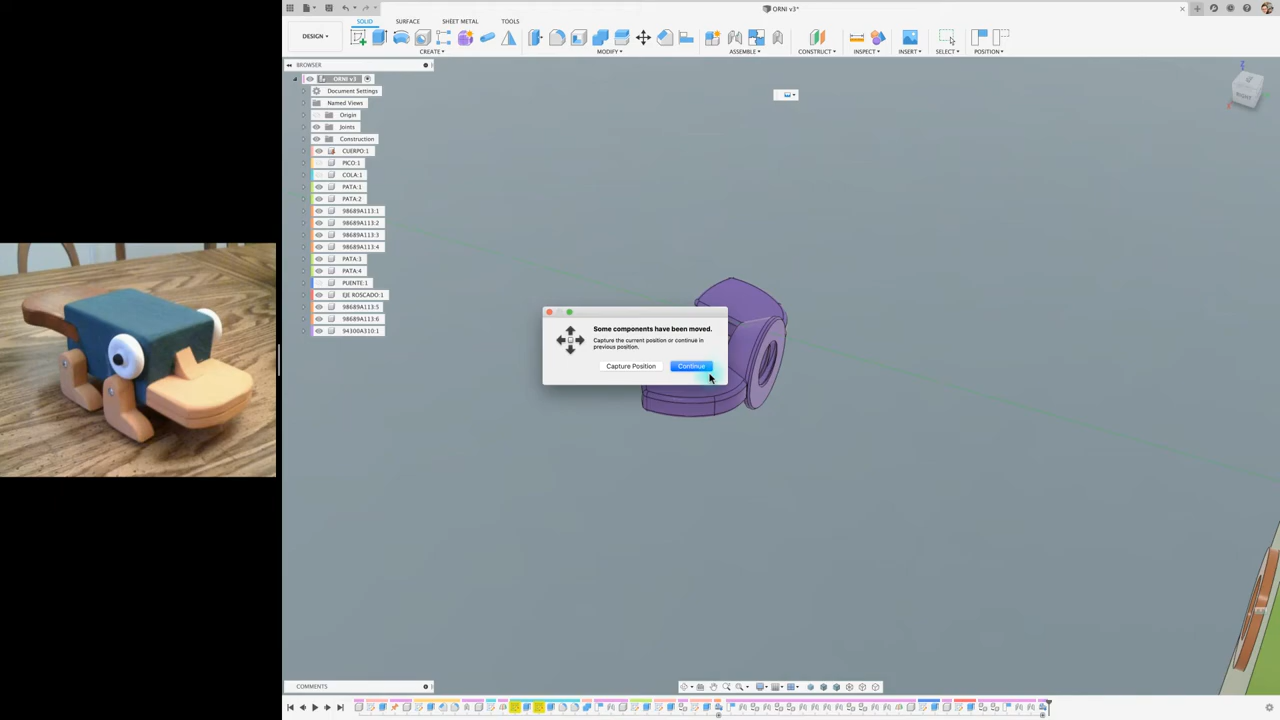 ORNI v3*
SOLID SURFACE SHEET METAL TOOLS
DESIGN ▾
CREATE ▾ MODIFY ▾ ASSEMBLE ▾ CONSTRUCT ▾ INSPECT ▾ INSERT ▾ SELECT ▾ POSITION ▾
BROWSER
ORNI v3
Document Settings
Named Views
Origin
Joints
Construction
CUERPO:1
PICO:1
COLA:1
PATA:1
PATA:2
98689A113:1
98689A113:2
98689A113:3
98689A113:4
PATA:3
PATA:4
PUENTE:1
EJE ROSCADO:1
98689A113:5
98689A113:6
94300A310:1
Z
RIGHT
Some components have been moved.
Capture the current position or continue in
previous position.
Capture Position Continue
COMMENTS